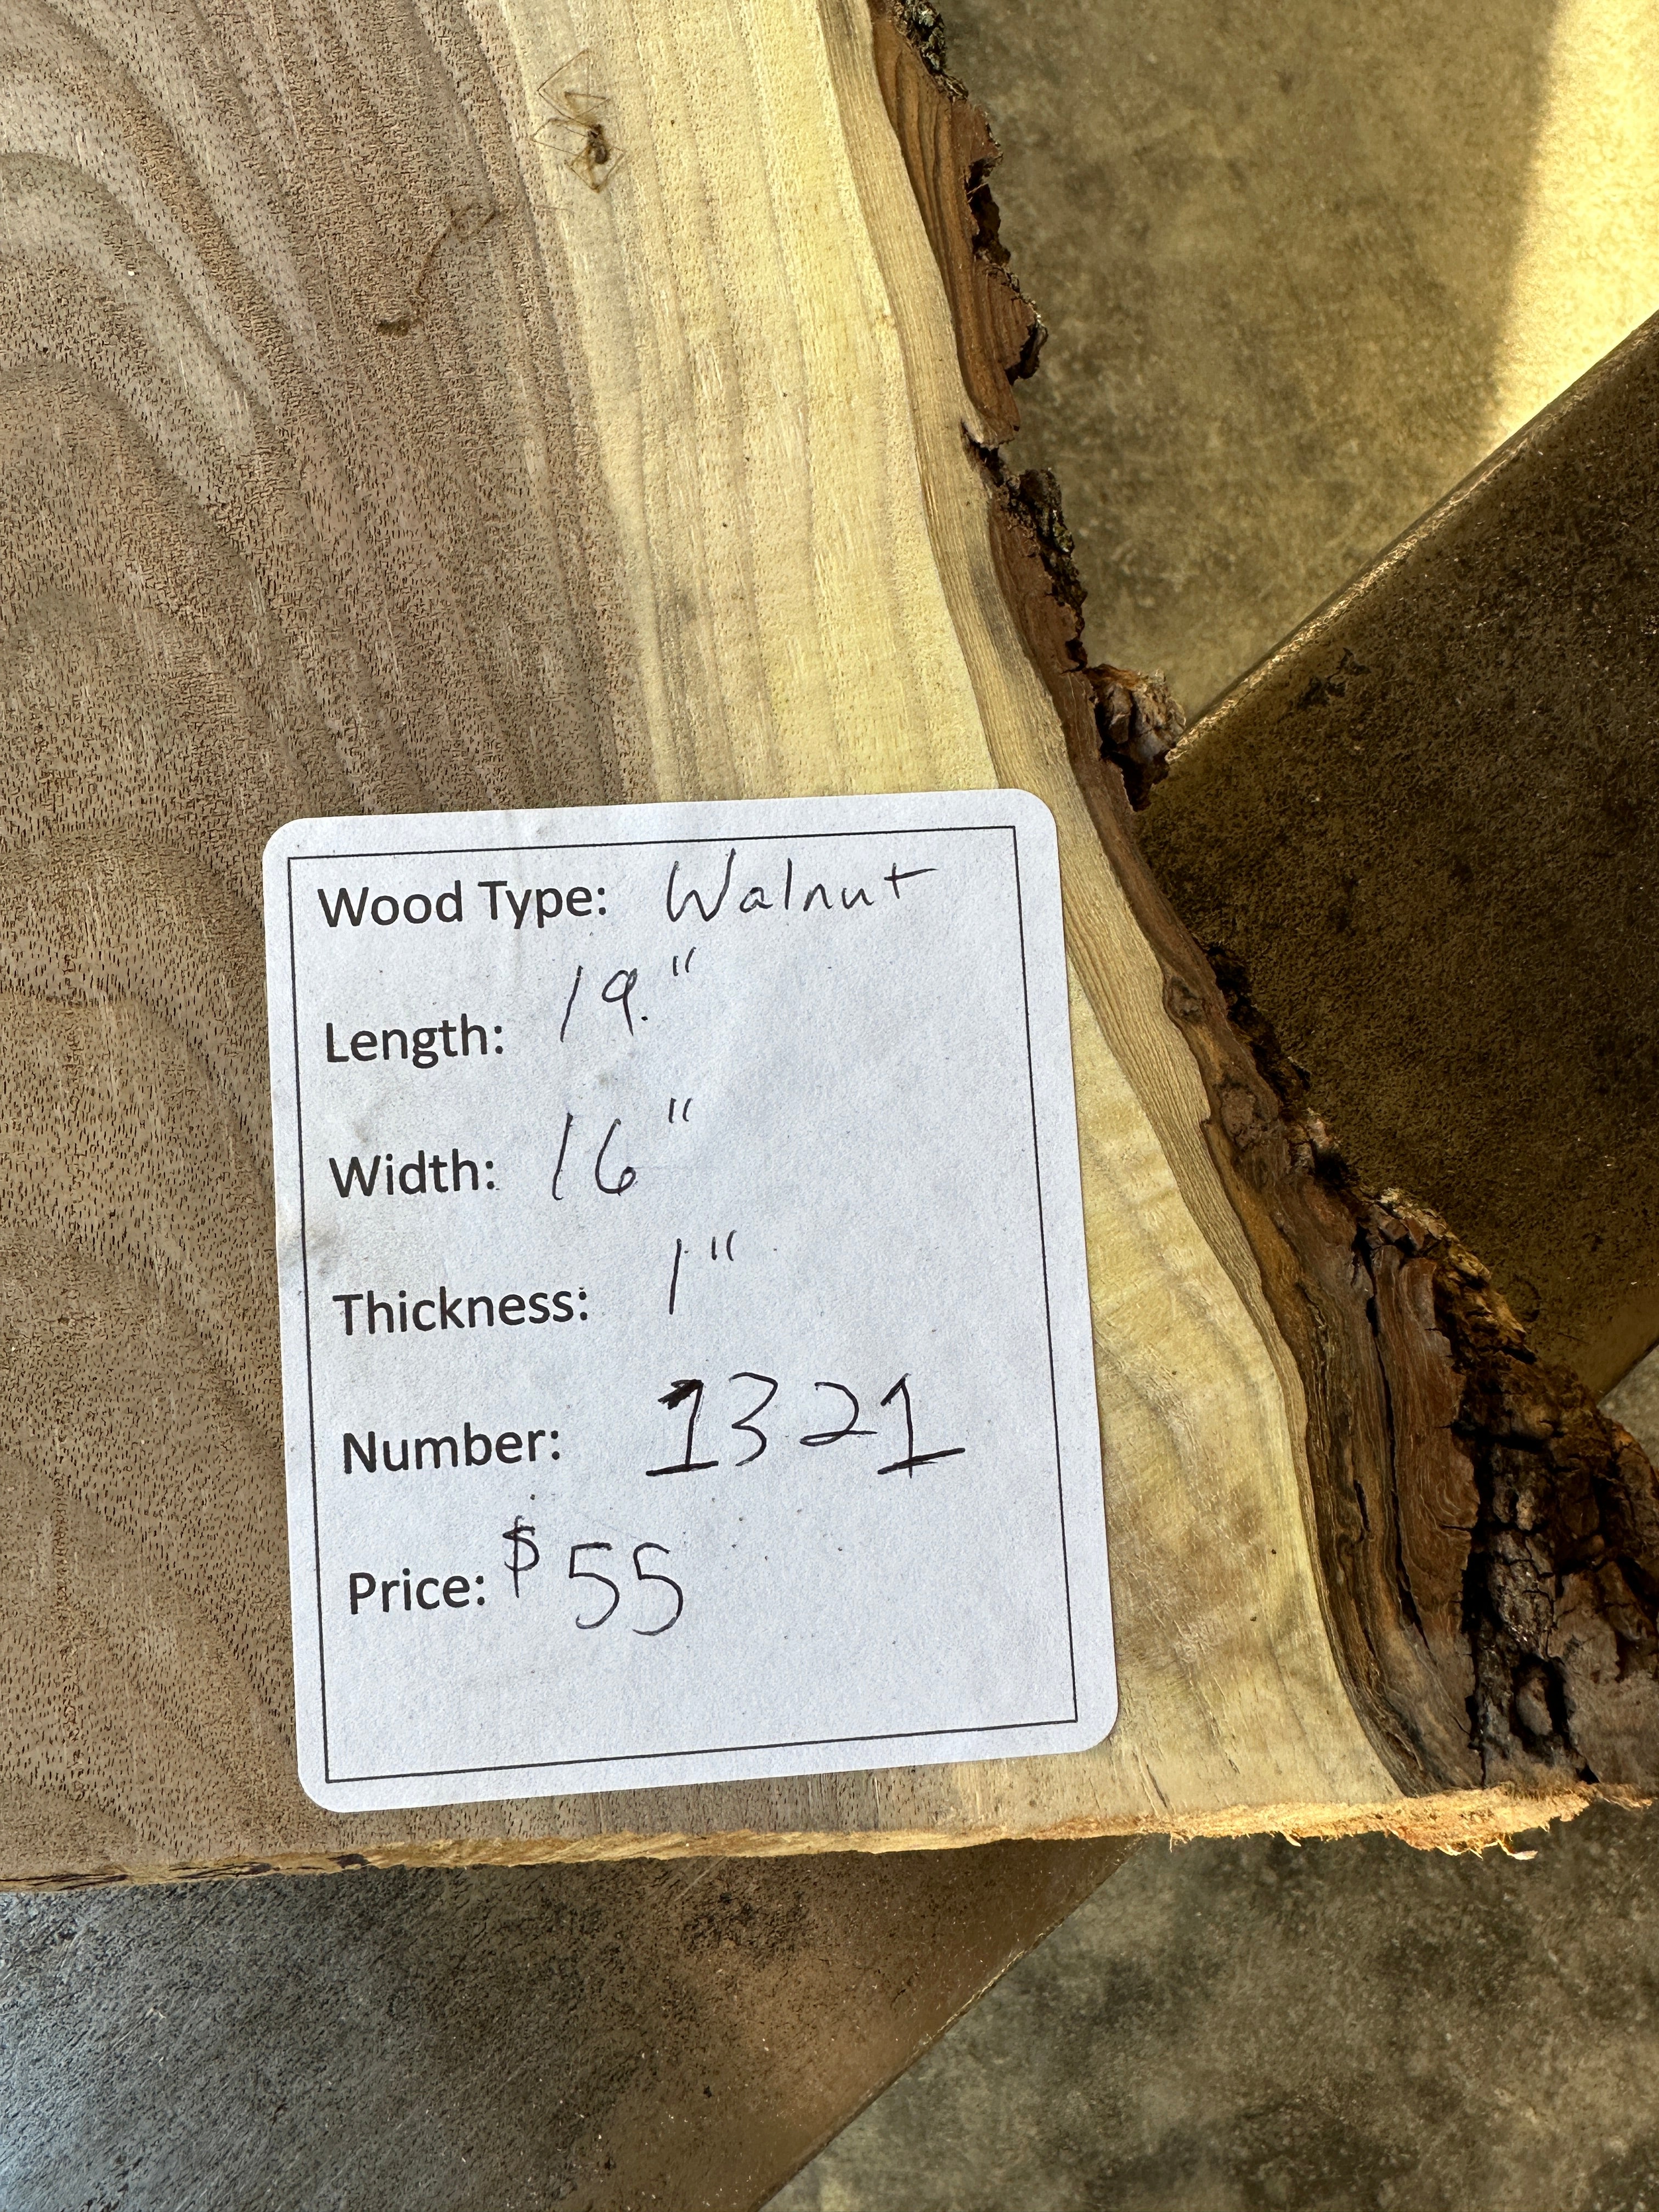 Wood Type: Walnut
Length: 19"
Width: 16"
Thickness: 1"
Number: 1321
Price: $55